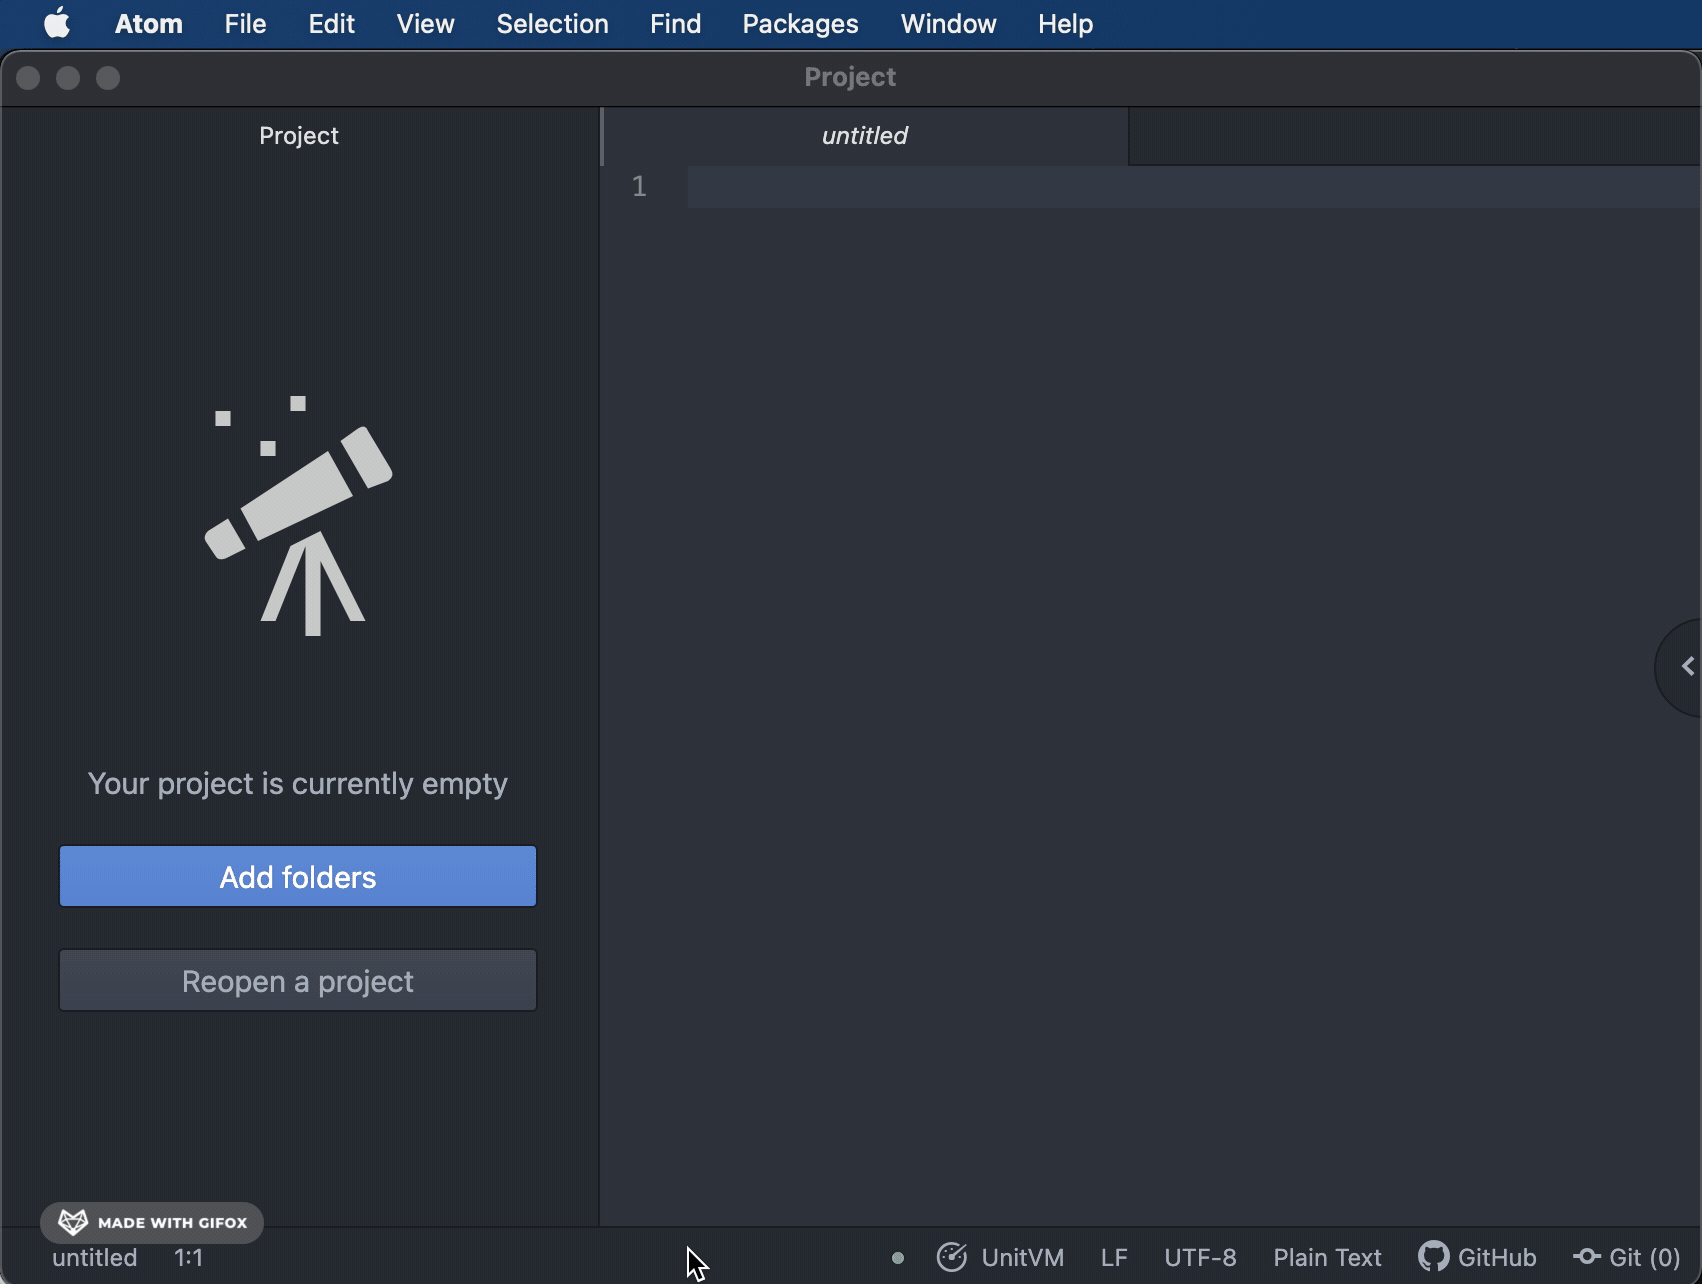 Atom File Edit View Selection Find Packages Window Help
Project
Project
untitled
1
Your project is currently empty
Add folders
Reopen a project
MADE WITH GIFOX
untitled 1:1 UnitVM LF UTF-8 Plain Text GitHub Git (0)